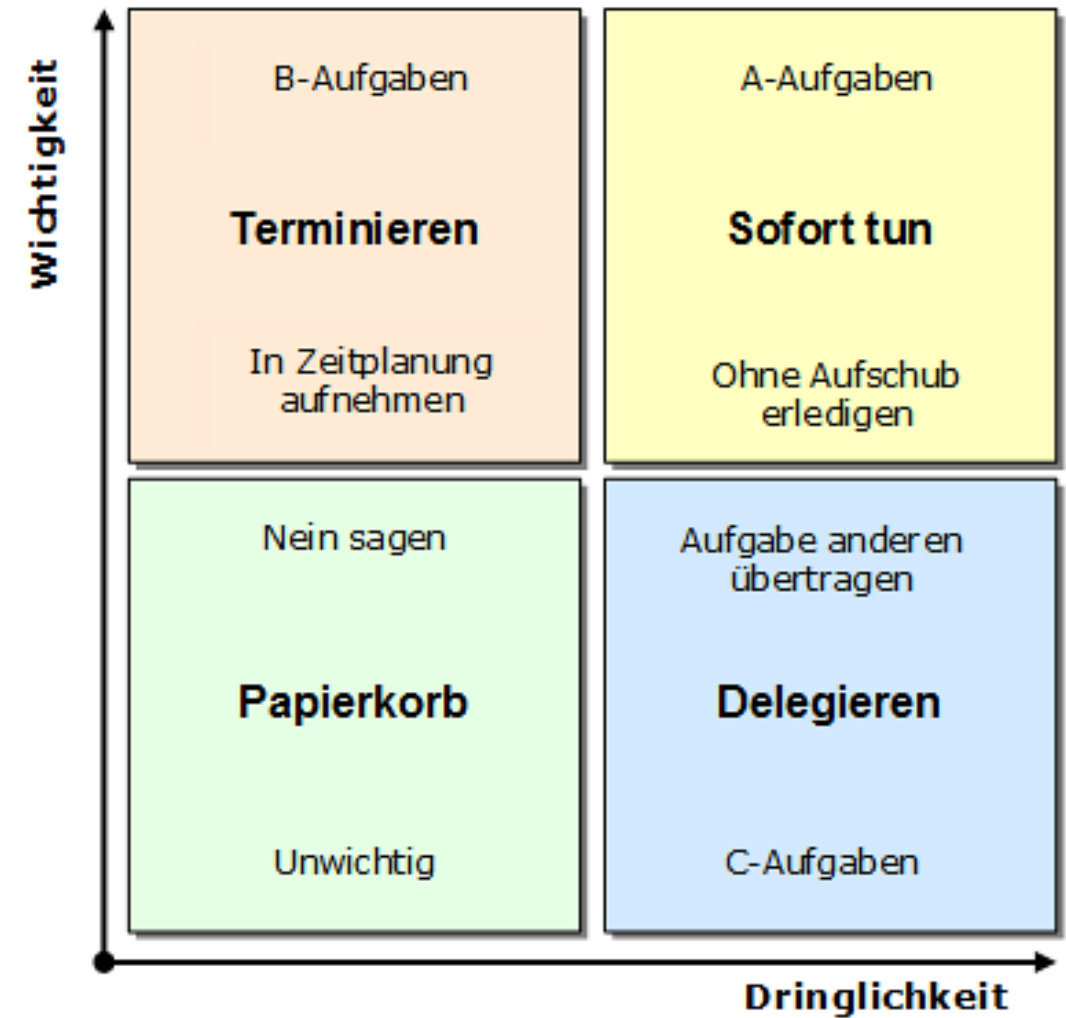 Wichtigkeit
B-Aufgaben
Terminieren
In Zeitplanung
aufnehmen
A-Aufgaben
Sofort tun
Ohne Aufschub
erledigen
Nein sagen
Papierkorb
Unwichtig
Aufgabe anderen
übertragen
Delegieren
C-Aufgaben
Dringlichkeit